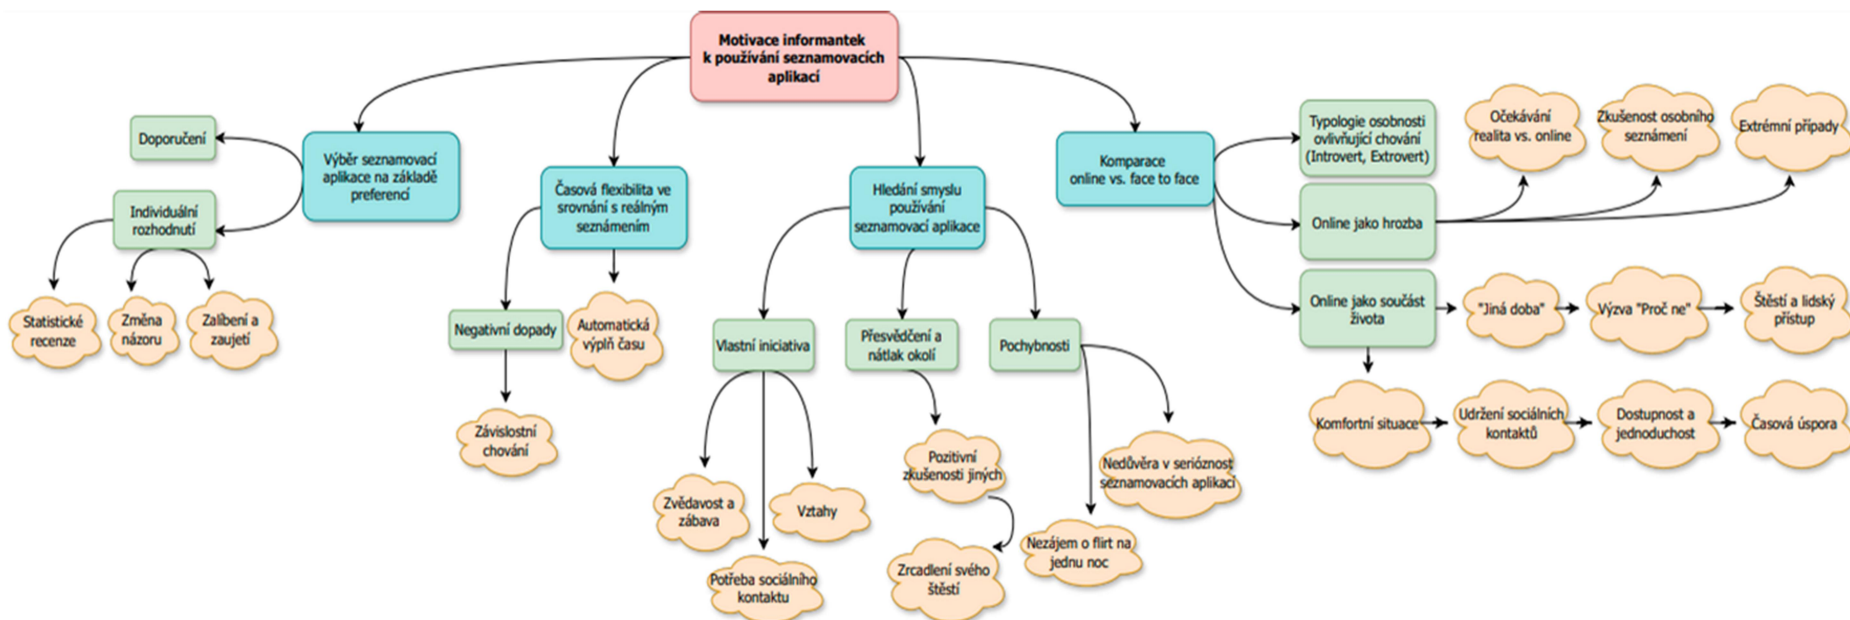 Motivace informantek
k používání seznamovacích
aplikací
Doporučení
Výběr seznamovací
aplikace na základě
preferencí
Individuální
rozhodnutí
Statistické
recenze
Změna
názoru
Zalíbení a
zaujetí
Časová flexibilita ve
srovnání s reálným
seznámením
Negativní dopady
Automatická
výplň času
Závislostní
chování
Hledání smyslu
používání
seznamovací aplikace
Vlastní iniciativa
Přesvědčení a
nátlak okolí
Pochybnosti
Zvědavost a
zábava
Potřeba sociálního
kontaktu
Vztahy
Pozitivní
zkušenosti jiných
Zrcadlení svého
štěstí
Nezájem o flirt na
jednu noc
Nedůvěra v serióznost
seznamovacích aplikací
Komparace
online vs. face to face
Typologie osobnosti
ovlivňující chování
(Introvert, Extrovert)
Online jako hrozba
Očekávání
realita vs. online
Zkušenost osobního
seznámení
Extrémní případy
Online jako součást
života
"Jiná doba"
Výzva "Proč ne"
Štěstí a lidský
přístup
Komfortní situace
Udržení sociálních
kontaktů
Dostupnost a
jednoduchost
Časová úspora